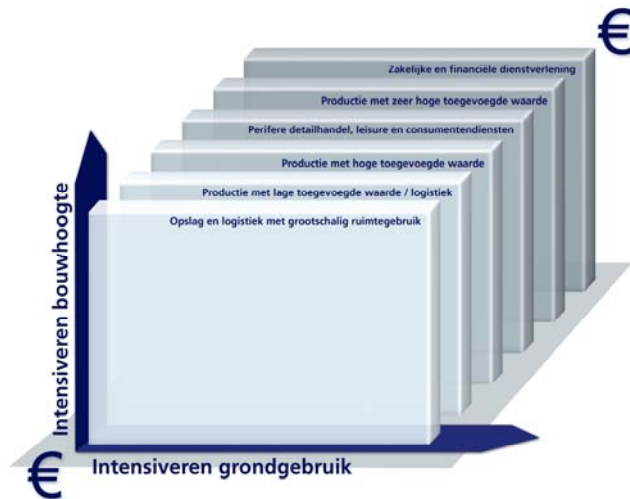 €
Zakelijke en financiële dienstverlening
Productie met zeer hoge toegevoegde waarde
Perifere detailhandel, leisure en consumentendiensten
Productie met hoge toegevoegde waarde
Productie met lage toegevoegde waarde / logistiek
Opslag en logistiek met grootschalig ruimtegebruik
Intensiveren bouwhoogte
€
Intensiveren grondgebruik